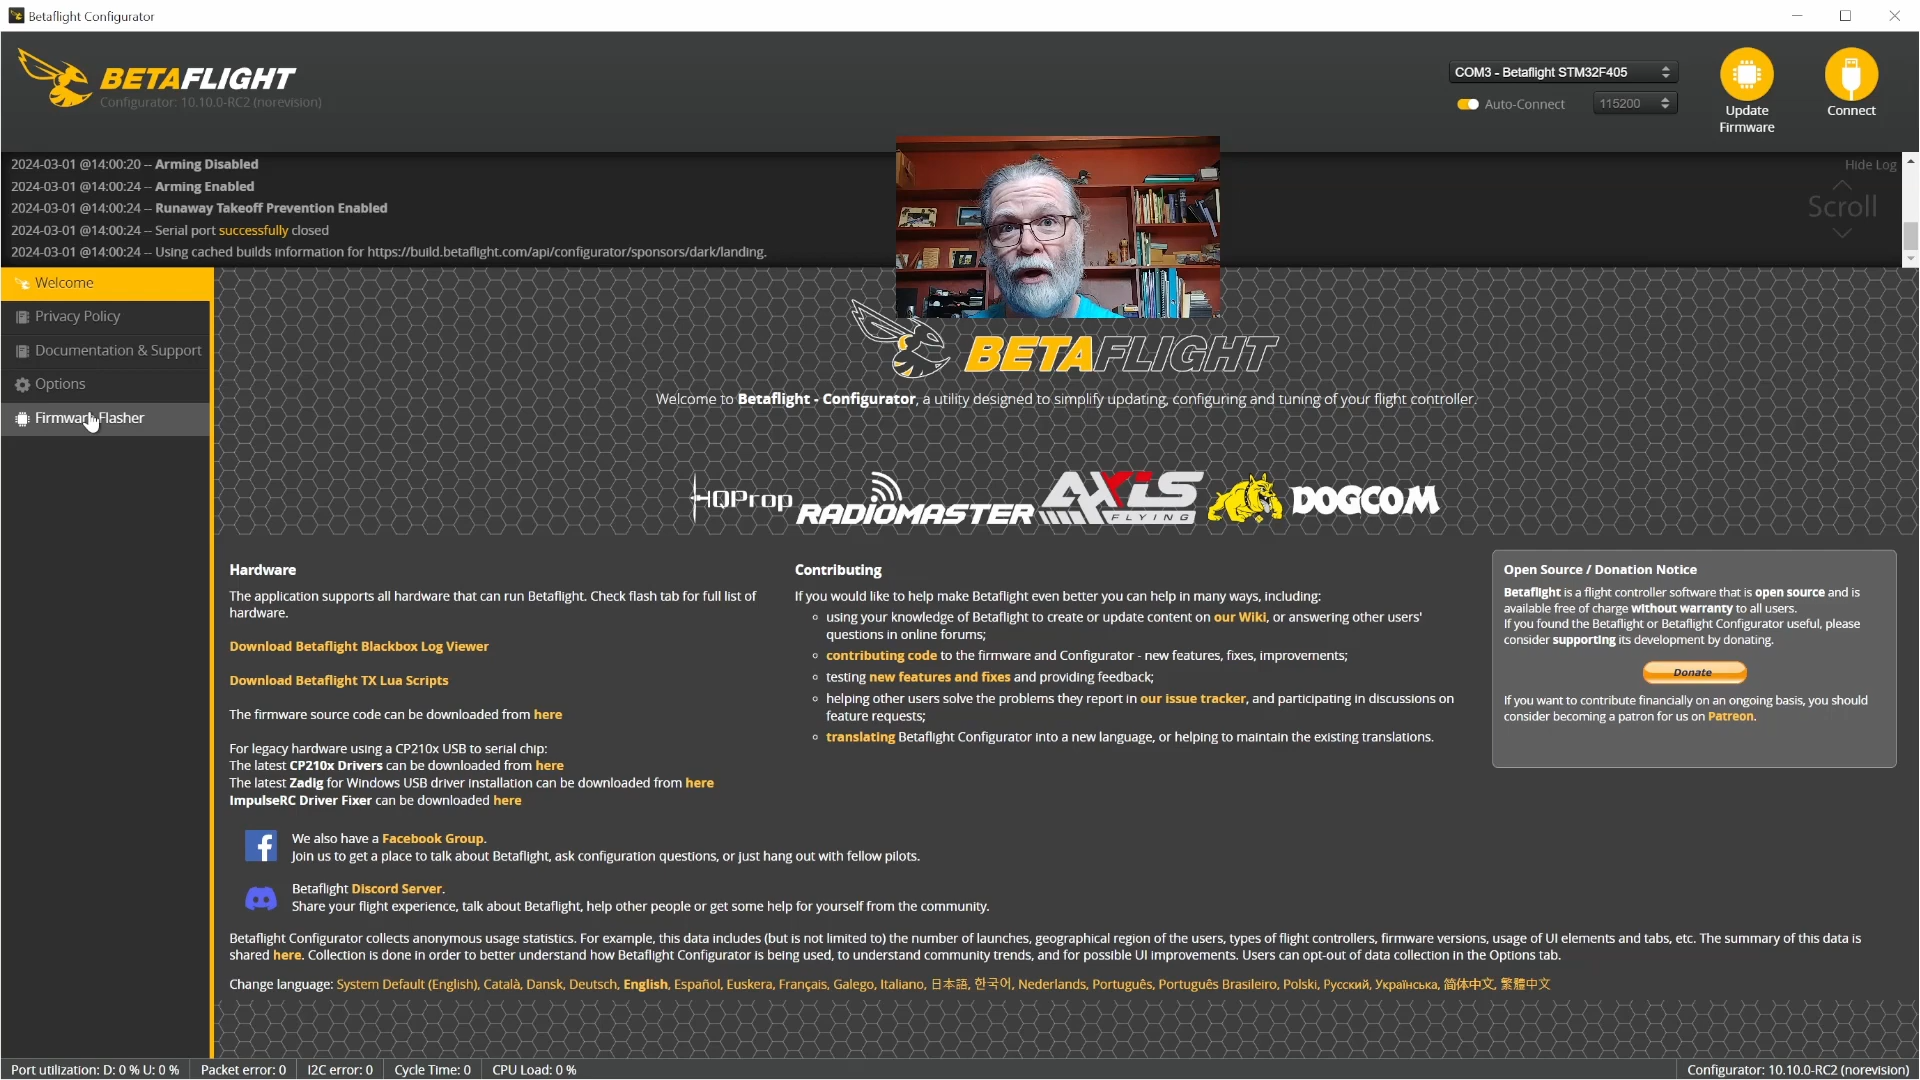 Betaflight Configurator
BETAFLIGHT
Configurator: 10.10.0-RC2 (norevision)
COM3 - Betaflight STM32F405
Auto-Connect
115200
Update
Firmware
Connect
2024-03-01 @14:00:20 -- Arming Disabled
2024-03-01 @14:00:24 -- Arming Enabled
2024-03-01 @14:00:24 -- Runaway Takeoff Prevention Enabled
2024-03-01 @14:00:24 -- Serial port successfully closed
2024-03-01 @14:00:24 -- Using cached builds information for https://build.betaflight.com/api/configurator/sponsors/dark/landing.
Hide Log
Scroll
Welcome
Privacy Policy
Documentation & Support
Options
Firmware Flasher
BETAFLIGHT
Welcome to Betaflight - Configurator, a utility designed to simplify updating, configuring and tuning of your flight controller.
HQProp
RADIOMASTER
AXIS
FLYING
DOGCOM
Hardware
The application supports all hardware that can run Betaflight. Check flash tab for full list of
hardware.
Download Betaflight Blackbox Log Viewer
Download Betaflight TX Lua Scripts
The firmware source code can be downloaded from here
For legacy hardware using a CP210x USB to serial chip:
The latest CP210x Drivers can be downloaded from here
The latest Zadig for Windows USB driver installation can be downloaded from here
ImpulseRC Driver Fixer can be downloaded here
We also have a Facebook Group.
Join us to get a place to talk about Betaflight, ask configuration questions, or just hang out with fellow pilots.
Betaflight Discord Server.
Share your flight experience, talk about Betaflight, help other people or get some help for yourself from the community.
Contributing
If you would like to help make Betaflight even better you can help in many ways, including:
using your knowledge of Betaflight to create or update content on our Wiki, or answering other users'
questions in online forums;
contributing code to the firmware and Configurator - new features, fixes, improvements;
testing new features and fixes and providing feedback;
helping other users solve the problems they report in our issue tracker, and participating in discussions on
feature requests;
translating Betaflight Configurator into a new language, or helping to maintain the existing translations.
Open Source / Donation Notice
Betaflight is a flight controller software that is open source and is
available free of charge without warranty to all users.
If you found the Betaflight or Betaflight Configurator useful, please
consider supporting its development by donating.
Donate
If you want to contribute financially on an ongoing basis, you should
consider becoming a patron for us on Patreon.
Betaflight Configurator collects anonymous usage statistics. For example, this data includes (but is not limited to) the number of launches, geographical region of the users, types of flight controllers, firmware versions, usage of UI elements and tabs, etc. The summary of this data is
shared here. Collection is done in order to better understand how Betaflight Configurator is being used, to understand community trends, and for possible UI improvements. Users can opt-out of data collection in the Options tab.
Change language: System Default (English), Català, Dansk, Deutsch, English, Español, Euskera, Français, Galego, Italiano, 日本語, 한국어, Nederlands, Português, Português Brasileiro, Polski, Русский, Українська, 简体中文, 繁體中文
Port utilization: D: 0 % U: 0 %
Packet error: 0
I2C error: 0
Cycle Time: 0
CPU Load: 0 %
Configurator: 10.10.0-RC2 (norevision)